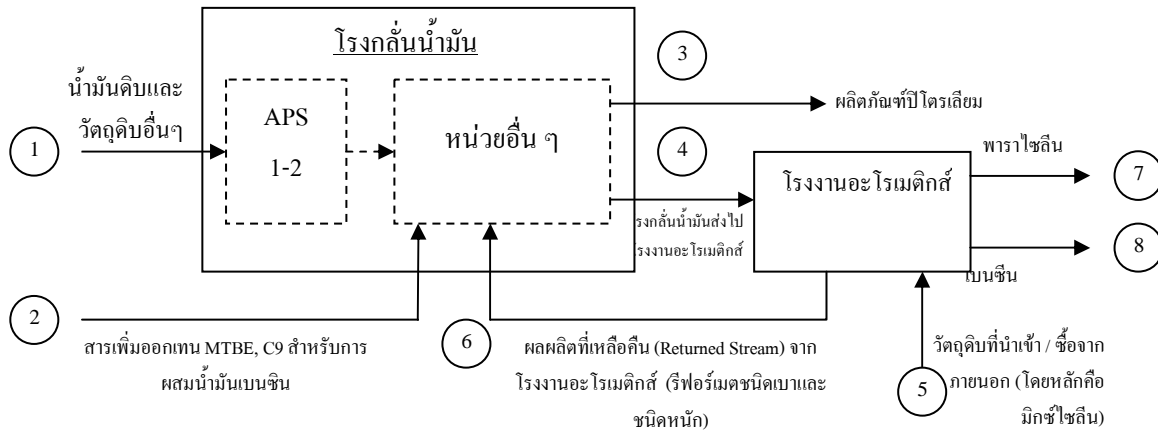 โรงกลั่นน้ำมัน
3
น้ำมันดิบและ
วัตถุดิบอื่นๆ
APS
1-2
หน่วยอื่น ๆ
ผลิตภัณฑ์ปิโตรเลียม
1
4
พาราไซลีน
โรงงานอะโรเมติกส์
7
รงกลั่นน้ำมันส่งไป
โรงงานอะโรเมติกส์
8
เบนซีน
2
6
สารเพิ่มออกเทน MTBE, C9 สำหรับการ
ผสมน้ำมันเบนซิน
ผลผลิตที่เหลือคืน (Returned Stream) จาก
โรงงานอะโรเมติกส์ (รีฟอร์เมตชนิดเบาและ
ชนิดหนัก)
วัตถุดิบที่นำเข้า / ซื้อจาก
ภายนอก (โดยหลักคือ
มิกซ์ไซลีน)
5